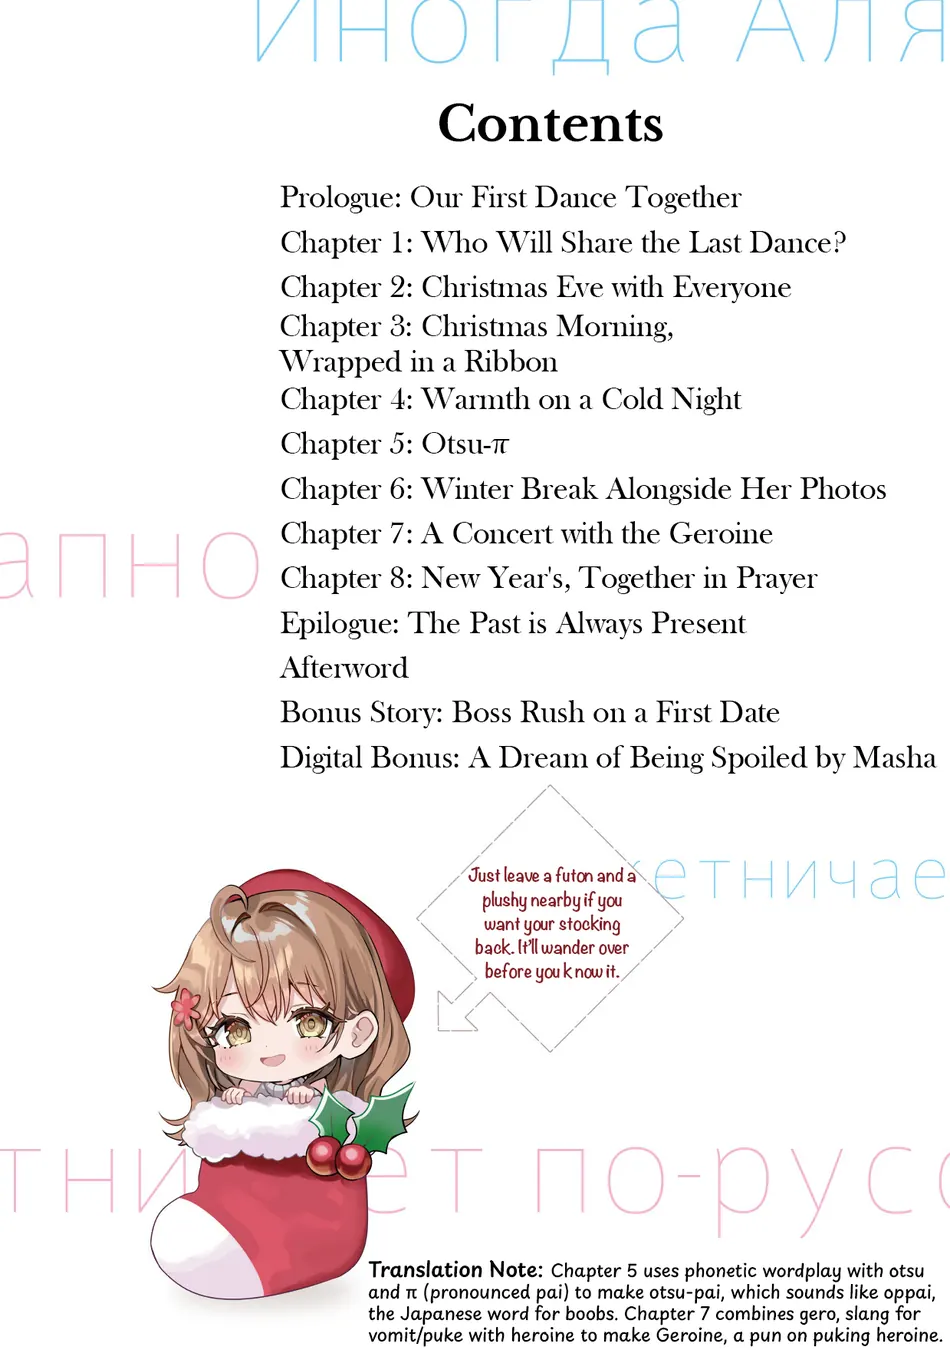 Иногда Аля
Contents
Prologue: Our First Dance Together
Chapter 1: Who Will Share the Last Dance?
Chapter 2: Christmas Eve with Everyone
Chapter 3: Christmas Morning,
Wrapped in a Ribbon
Chapter 4: Warmth on a Cold Night
Chapter 5: Otsu-π
Chapter 6: Winter Break Alongside Her Photos
апно
Chapter 7: A Concert with the Geroine
Chapter 8: New Year's, Together in Prayer
Epilogue: The Past is Always Present
Afterword
Bonus Story: Boss Rush on a First Date
Digital Bonus: A Dream of Being Spoiled by Masha
Just leave a futon and a
plushy nearby if you
want your stocking
back. It'll wander over
before you know it.
кетничае
тни ет по-русс
Translation Note: Chapter 5 uses phonetic wordplay with otsu
and π (pronounced pai) to make otsu-pai, which sounds like oppai,
the Japanese word for boobs. Chapter 7 combines gero, slang for
vomit/puke with heroine to make Geroine, a pun on puking heroine.